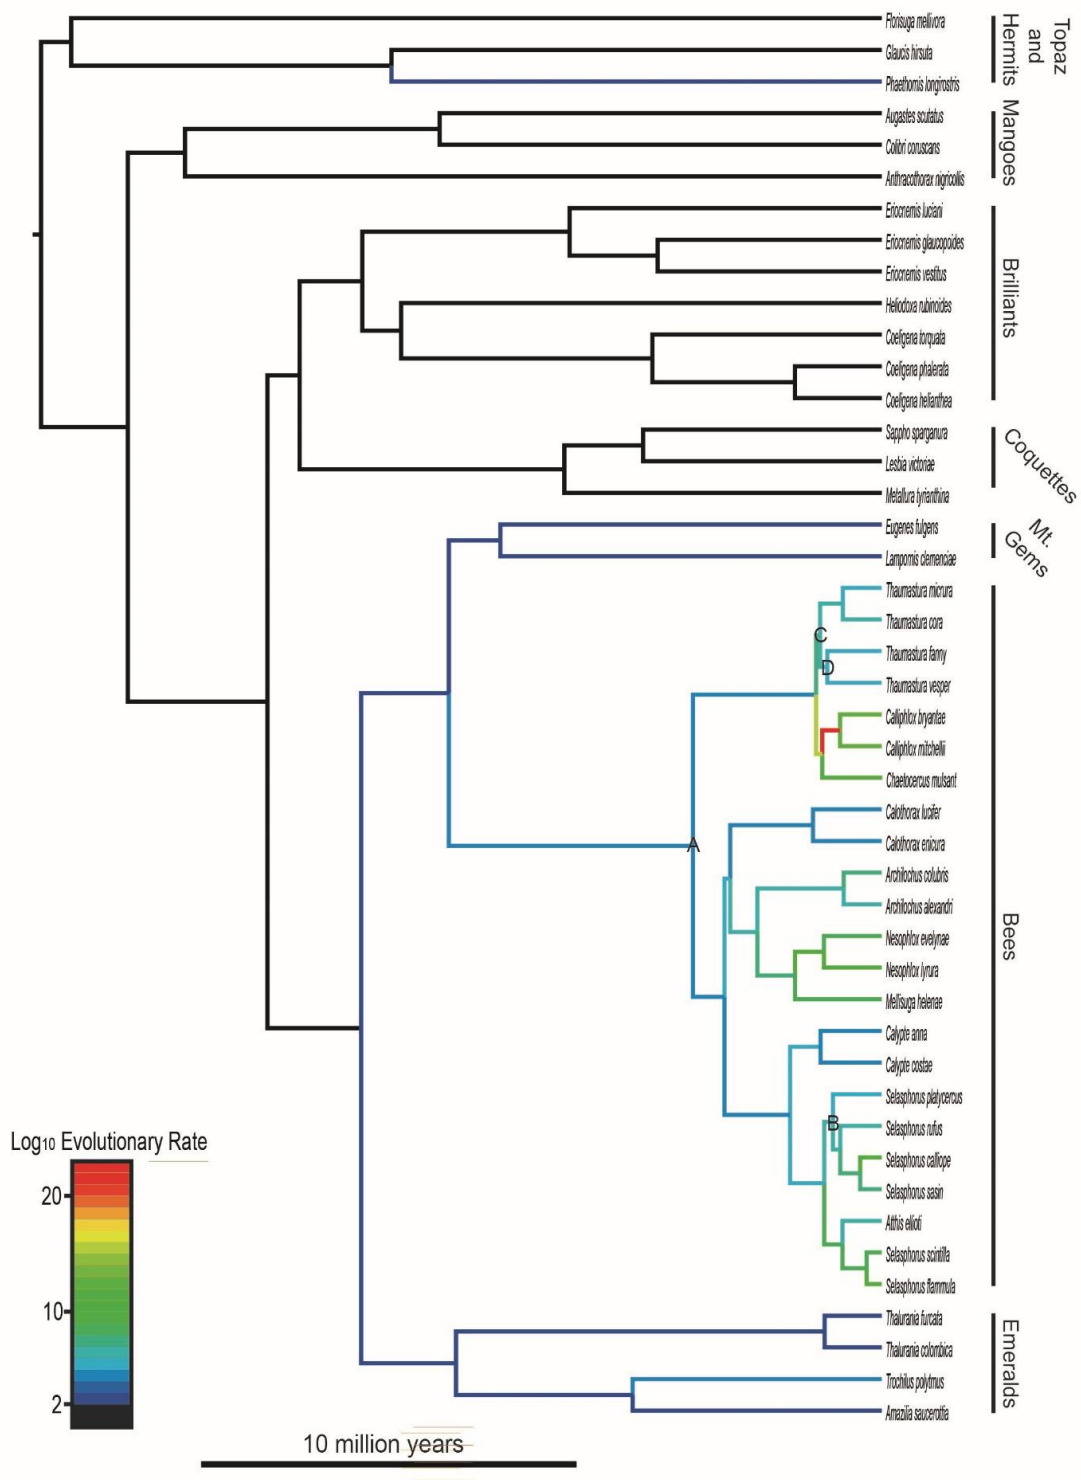 Florisuga mellivora
Glaucis hirsuta
Phaethornis longirostris
Augastes scutatus
Colibri coruscans
Anthracothorax nigricollis
Eriocnemis luciani
Eriocnemis glaucopoides
Eriocnemis vestitus
Heliodoxa rubinoides
Coeligena torquata
Coeligena phalerata
Coeligena helianthea
Sappho sparganura
Lesbia victoriae
Metallura tyrianthina
Eugenes fulgens
Lampornis clemenciae
Thaumastura micrura
Thaumastura cora
Thaumastura fanny
Thaumastura vesper
Calliphlox bryantae
Calliphlox mitchellii
Chaetocercus mulsant
Calothorax lucifer
Calothorax enicura
Archilochus colubris
Archilochus alexandri
Nesophlox evelynae
Nesophlox lyrura
Mellisuga helenae
Calypte anna
Calypte costae
Selasphorus platycercus
Selasphorus rufus
Selasphorus calliope
Selasphorus sasin
Atthis ellioti
Selasphorus scintilla
Selasphorus flammula
Thalurania furcata
Thalurania colombica
Trochilus polytmus
Amazilia saucerottia
Topaz
and
Hermits
Mangoes
Brilliants
Coquettes
Mt.
Gems
Bees
Emeralds
C
D
A
B
Log10 Evolutionary Rate
20
10
2
10 million years